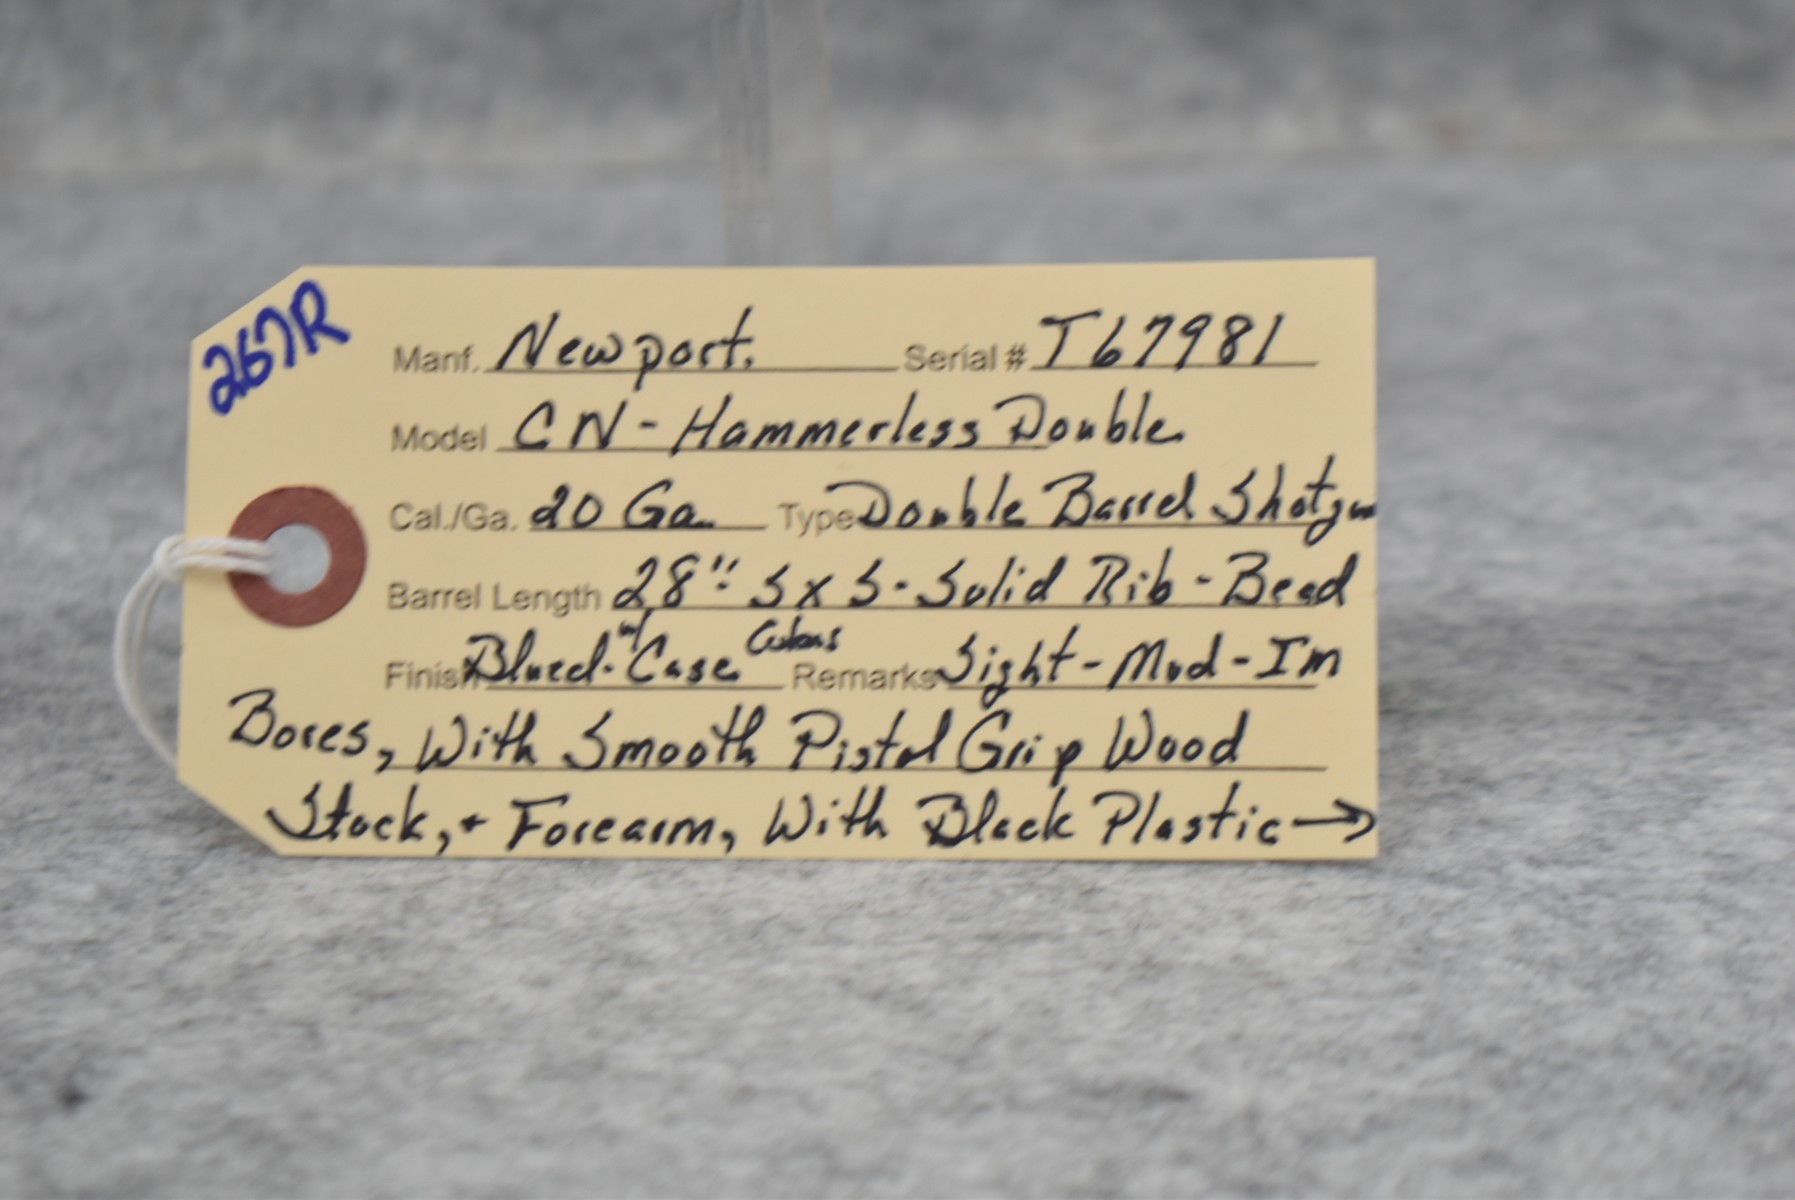 267R
Manf. Newport. Serial # T67981
Model CN - Hammerless Double
Cal./Ga. 20 Ga. Type Double Barrel Shotgun
Barrel Length 28" S x S - Solid Rib - Bead
Finish Blued - w/ Case Colors Remarks Sight - Mod - Im
Bores, With Smooth Pistol Grip Wood
Stock, + Forearm, With Black Plastic →